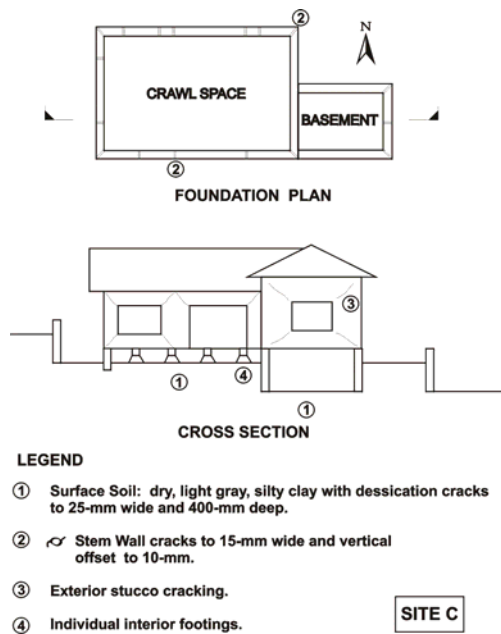 ②
N
CRAWL SPACE
BASEMENT
②
FOUNDATION PLAN
③
①
④
①
CROSS SECTION
LEGEND
① Surface Soil: dry, light gray, silty clay with dessication cracks
to 25-mm wide and 400-mm deep.
② Stem Wall cracks to 15-mm wide and vertical
offset to 10-mm.
③ Exterior stucco cracking.
④ Individual interior footings.
SITE C